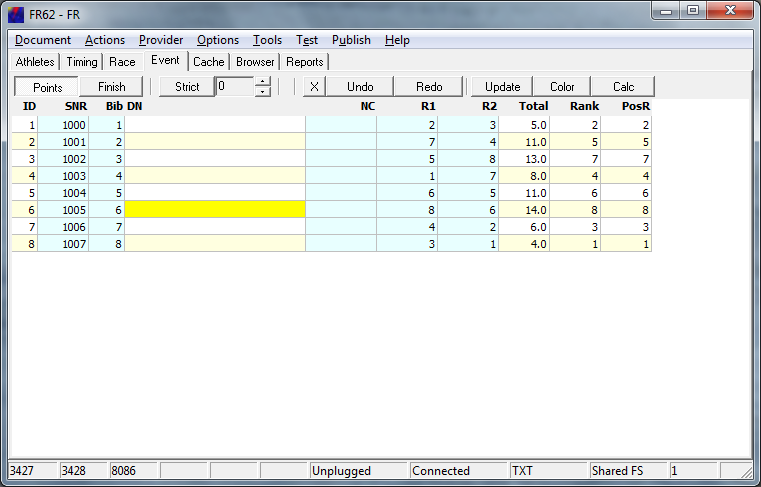 FR62 - FR
Document Actions Provider Options Tools Test Publish Help
Athletes Timing Race Event Cache Browser Reports
Points Finish Strict 0 X Undo Redo Update Color Calc
ID SNR Bib DN NC R1 R2 Total Rank PosR
1 1000 1 2 3 5.0 2 2
2 1001 2 7 4 11.0 5 5
3 1002 3 5 8 13.0 7 7
4 1003 4 1 7 8.0 4 4
5 1004 5 6 5 11.0 6 6
6 1005 6 8 6 14.0 8 8
7 1006 7 4 2 6.0 3 3
8 1007 8 3 1 4.0 1 1
3427 3428 8086 Unplugged Connected TXT Shared FS 1